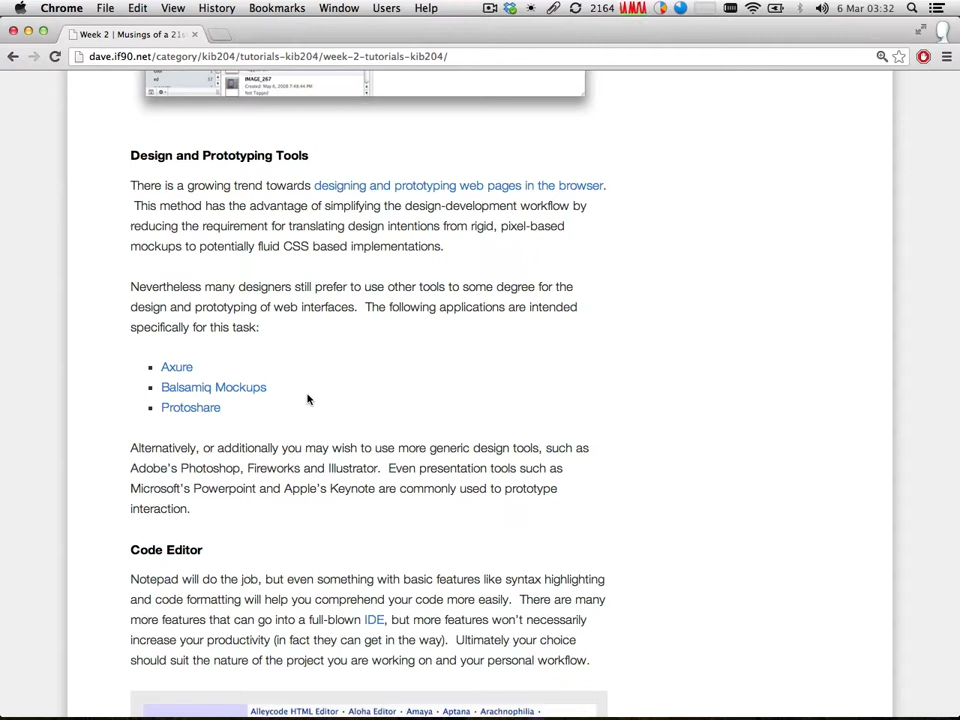 Chrome File Edit View History Bookmarks Window Users Help 2164 6 Mar 03:32
Week 2 | Musings of a 21s
dave.if90.net/category/kib204/tutorials-kib204/week-2-tutorials-kib204/
IMAGE_267
Created: May 6, 2008 7:48:44 PM
Not Tagged
Design and Prototyping Tools
There is a growing trend towards designing and prototyping web pages in the browser.
This method has the advantage of simplifying the design-development workflow by
reducing the requirement for translating design intentions from rigid, pixel-based
mockups to potentially fluid CSS based implementations.
Nevertheless many designers still prefer to use other tools to some degree for the
design and prototyping of web interfaces. The following applications are intended
specifically for this task:
Axure
Balsamiq Mockups
Protoshare
Alternatively, or additionally you may wish to use more generic design tools, such as
Adobe's Photoshop, Fireworks and Illustrator. Even presentation tools such as
Microsoft's Powerpoint and Apple's Keynote are commonly used to prototype
interaction.
Code Editor
Notepad will do the job, but even something with basic features like syntax highlighting
and code formatting will help you comprehend your code more easily. There are many
more features that can go into a full-blown IDE, but more features won't necessarily
increase your productivity (in fact they can get in the way). Ultimately your choice
should suit the nature of the project you are working on and your personal workflow.
Alleycode HTML Editor • Aloha Editor • Amaya • Aptana • Arachnophilia •